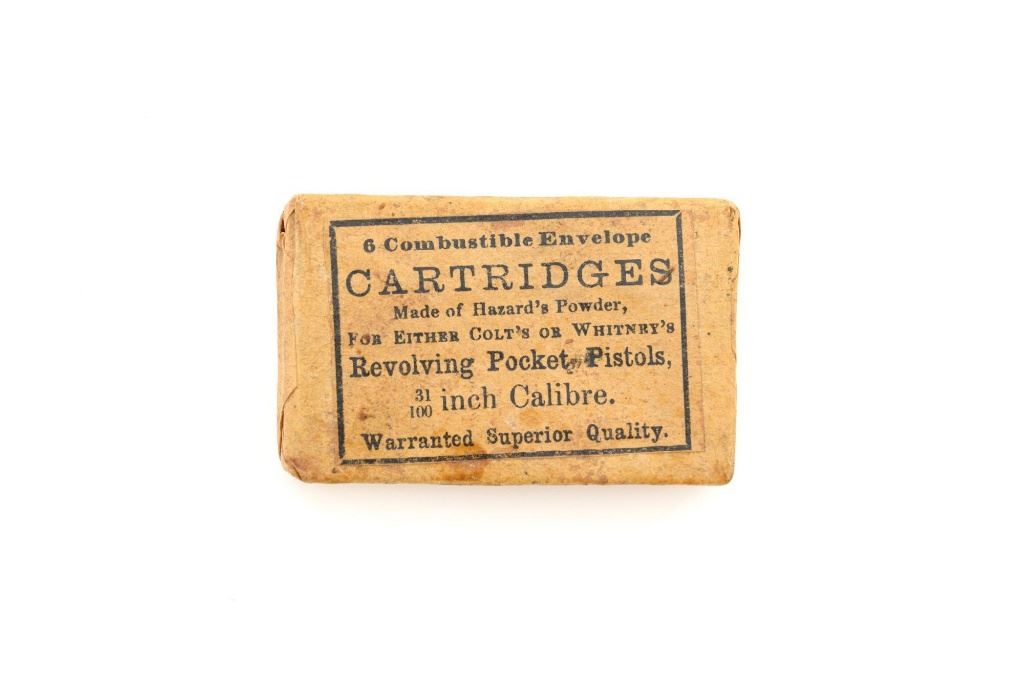 6 Combustible Envelope
CARTRIDGES
Made of Hazard's Powder,
FOR EITHER COLT'S OR WHITNEY'S
Revolving Pocket Pistols,
31/100 inch Calibre.
Warranted Superior Quality.